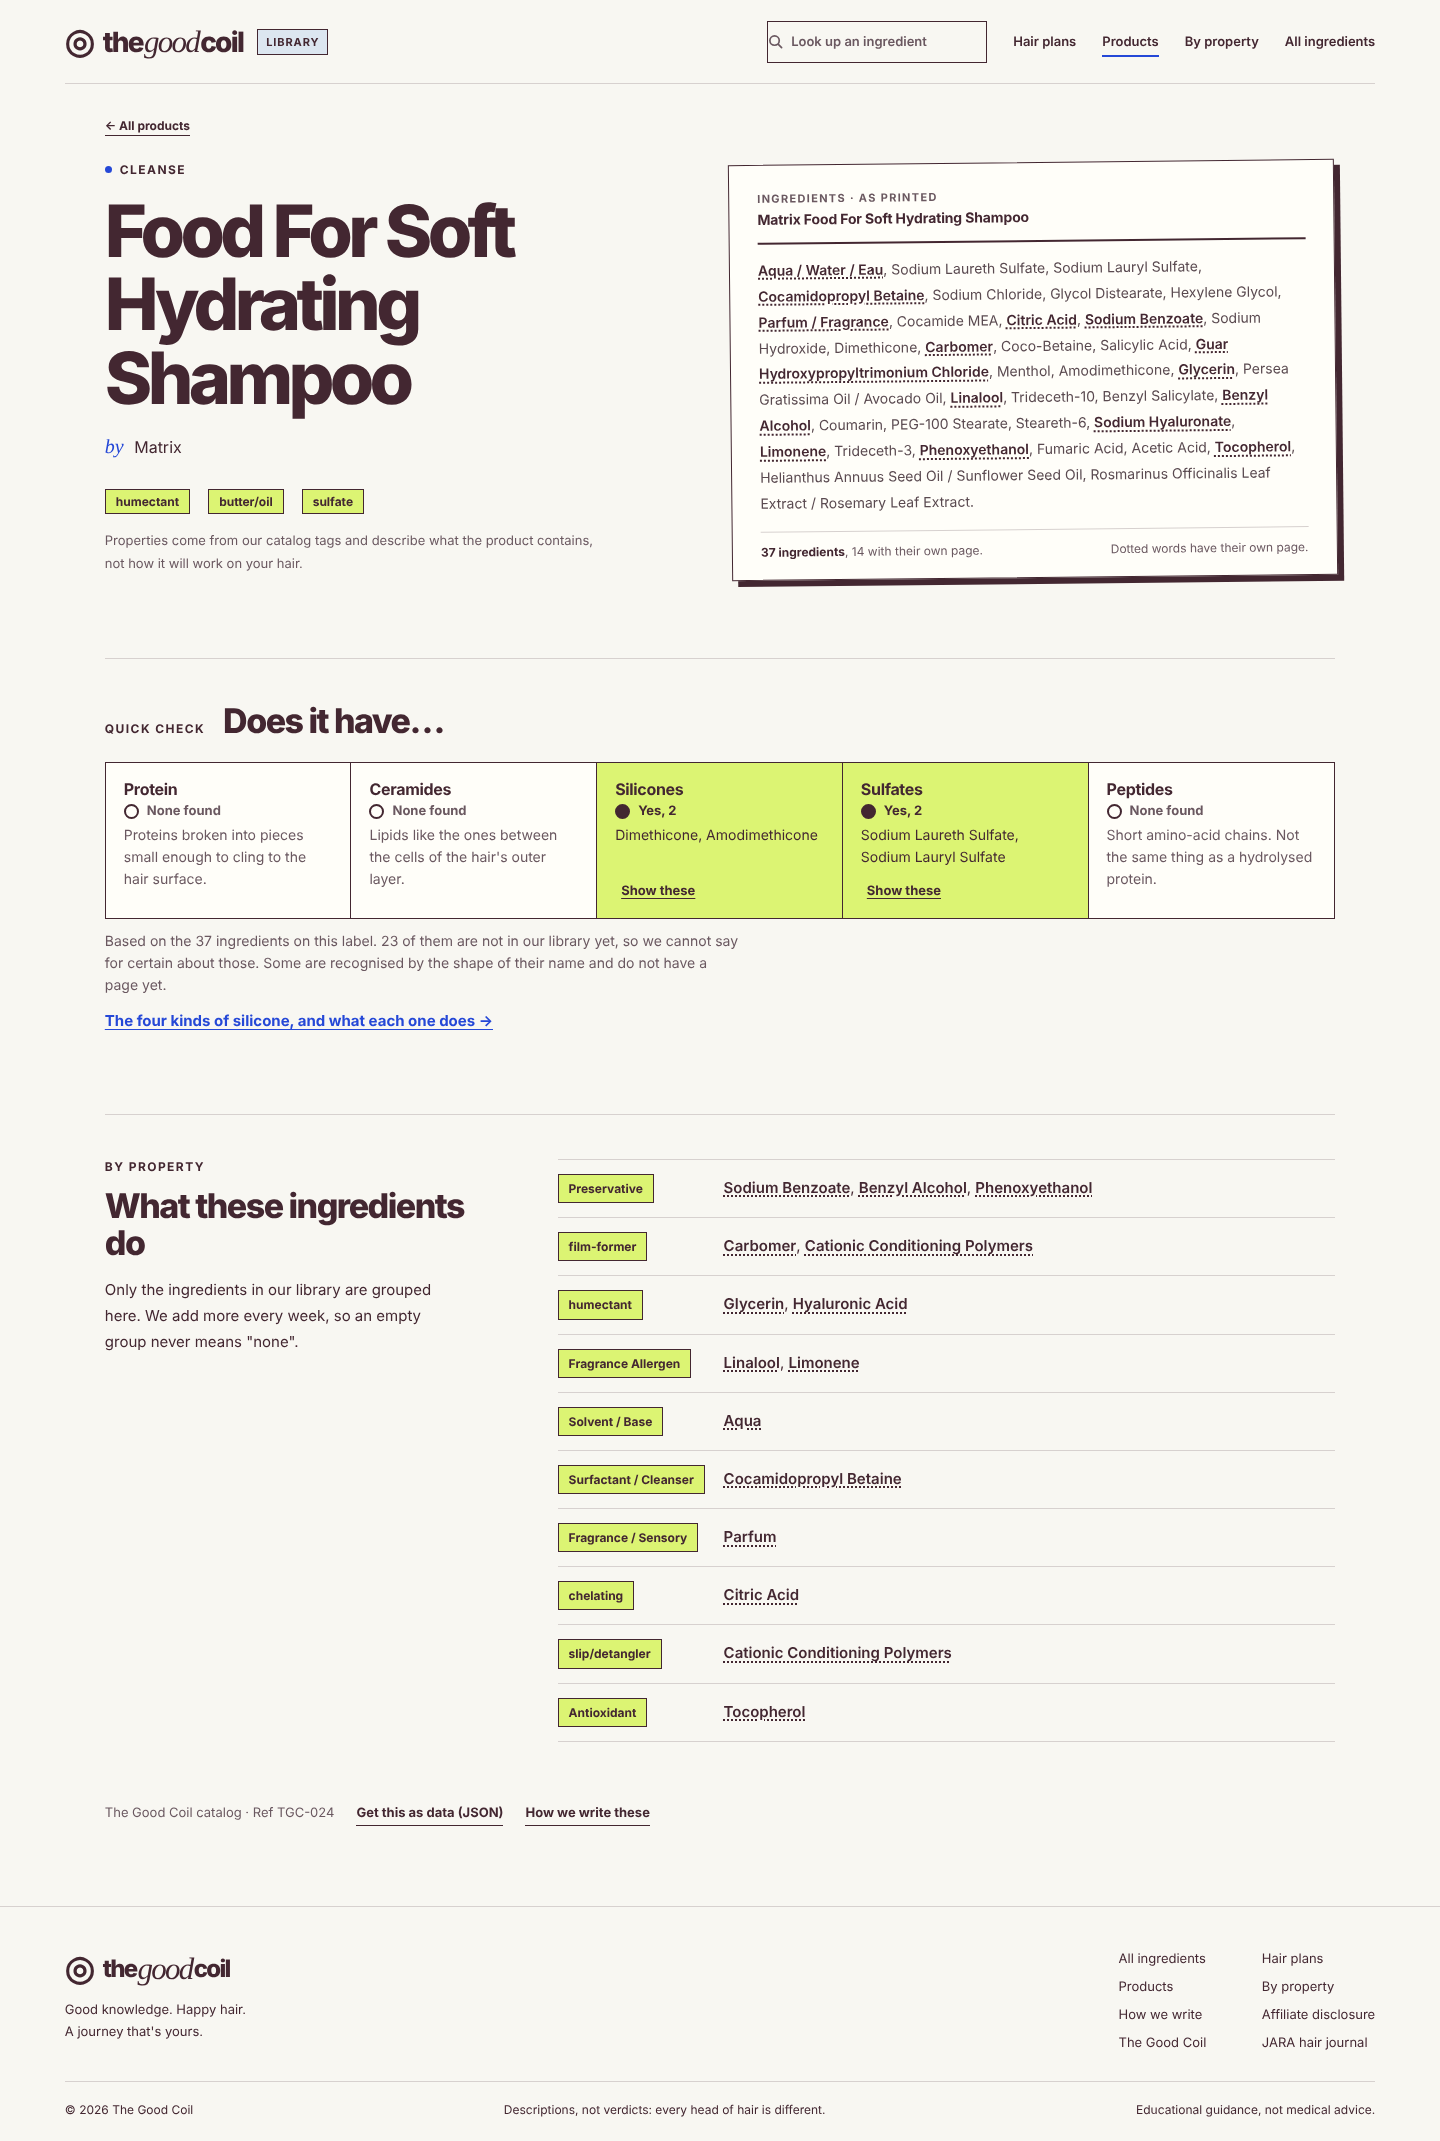 thegoodcoil LIBRARY
Look up an ingredient
Hair plans
Products
By property
All ingredients
← All products
CLEANSE
Food For Soft
Hydrating
Shampoo
by Matrix
humectant
butter/oil
sulfate
Properties come from our catalog tags and describe what the product contains,
not how it will work on your hair.
INGREDIENTS · AS PRINTED
Matrix Food For Soft Hydrating Shampoo
Aqua / Water / Eau, Sodium Laureth Sulfate, Sodium Lauryl Sulfate,
Cocamidopropyl Betaine, Sodium Chloride, Glycol Distearate, Hexylene Glycol,
Parfum / Fragrance, Cocamide MEA, Citric Acid, Sodium Benzoate, Sodium
Hydroxide, Dimethicone, Carbomer, Coco-Betaine, Salicylic Acid, Guar
Hydroxypropyltrimonium Chloride, Menthol, Amodimethicone, Glycerin, Persea
Gratissima Oil / Avocado Oil, Linalool, Trideceth-10, Benzyl Salicylate, Benzyl
Alcohol, Coumarin, PEG-100 Stearate, Steareth-6, Sodium Hyaluronate,
Limonene, Trideceth-3, Phenoxyethanol, Fumaric Acid, Acetic Acid, Tocopherol,
Helianthus Annuus Seed Oil / Sunflower Seed Oil, Rosmarinus Officinalis Leaf
Extract / Rosemary Leaf Extract.
37 ingredients, 14 with their own page.
Dotted words have their own page.
QUICK CHECK
Does it have…
Protein
None found
Proteins broken into pieces
small enough to cling to the
hair surface.
Ceramides
None found
Lipids like the ones between
the cells of the hair's outer
layer.
Silicones
Yes, 2
Dimethicone, Amodimethicone
Show these
Sulfates
Yes, 2
Sodium Laureth Sulfate,
Sodium Lauryl Sulfate
Show these
Peptides
None found
Short amino-acid chains. Not
the same thing as a hydrolysed
protein.
Based on the 37 ingredients on this label. 23 of them are not in our library yet, so we cannot say
for certain about those. Some are recognised by the shape of their name and do not have a
page yet.
The four kinds of silicone, and what each one does →
BY PROPERTY
What these ingredients
do
Only the ingredients in our library are grouped
here. We add more every week, so an empty
group never means "none".
Preservative
Sodium Benzoate, Benzyl Alcohol, Phenoxyethanol
film-former
Carbomer, Cationic Conditioning Polymers
humectant
Glycerin, Hyaluronic Acid
Fragrance Allergen
Linalool, Limonene
Solvent / Base
Aqua
Surfactant / Cleanser
Cocamidopropyl Betaine
Fragrance / Sensory
Parfum
chelating
Citric Acid
slip/detangler
Cationic Conditioning Polymers
Antioxidant
Tocopherol
The Good Coil catalog · Ref TGC-024
Get this as data (JSON)
How we write these
thegoodcoil
Good knowledge. Happy hair.
A journey that's yours.
All ingredients
Products
How we write
The Good Coil
Hair plans
By property
Affiliate disclosure
JARA hair journal
© 2026 The Good Coil
Descriptions, not verdicts: every head of hair is different.
Educational guidance, not medical advice.